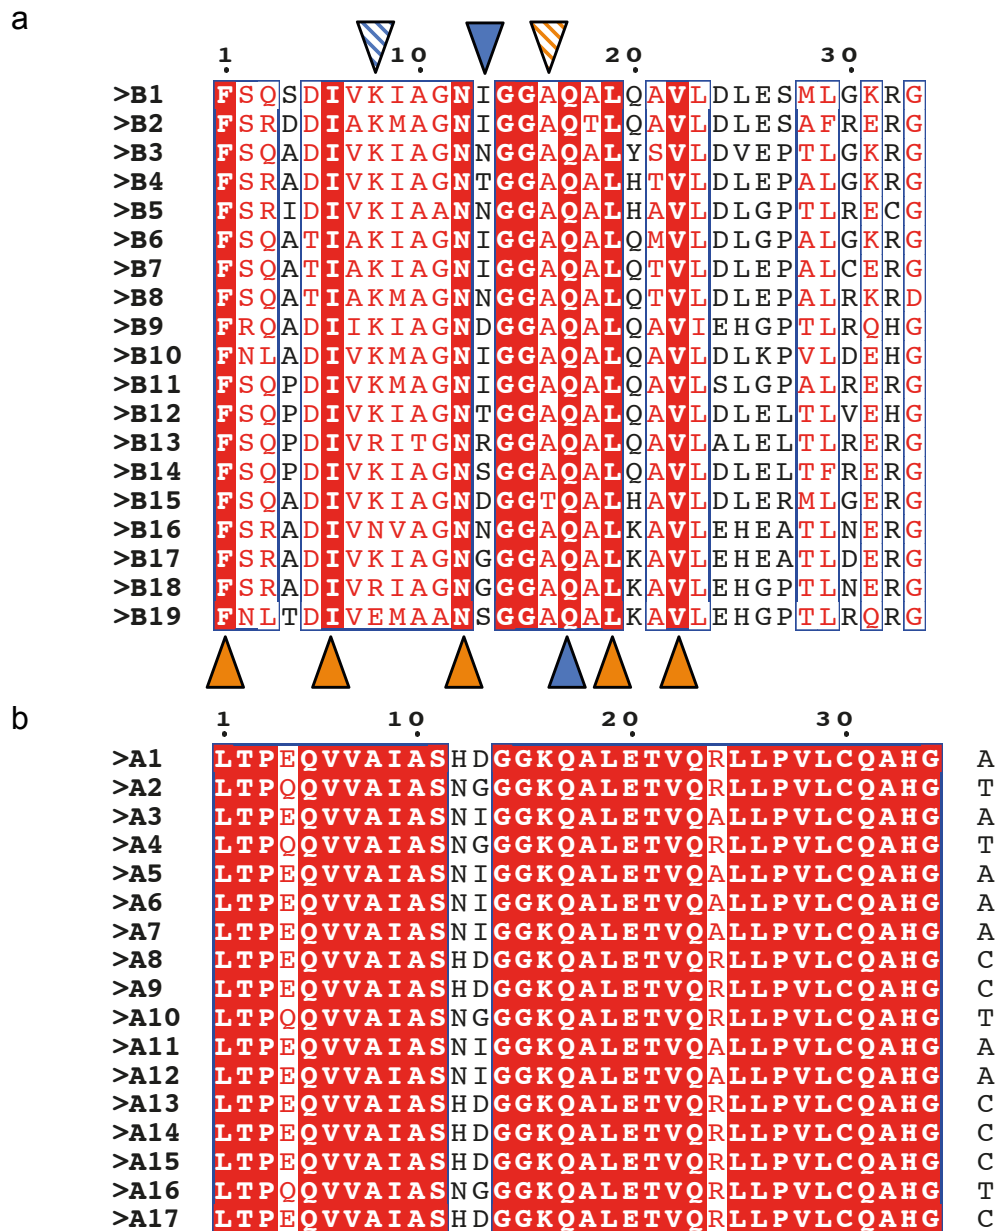 a
1 10 20 30
>B1 FSQSDIVKIAGNIGGAQALQAVLDLESMLGKRG
>B2 FSRDDIAKMAGNIGGAQTLQAVLDLESAFRERG
>B3 FSQADIVKIAGNNGGAQALYSVLDVEPTLGKRG
>B4 FSRADIVKIAGNTGGAQALHTVLDLEPALGKRG
>B5 FSRIDIVKIAANNGGAQALHAVLDLGPTLRECG
>B6 FSQATIAKIAGNIGGAQALQMVLDLGPALGKRG
>B7 FSQATIAKIAGNIGGAQALQTVLDLEPALCERG
>B8 FSQATIAKMAGNNGGAQALQTVLDLEPALRKRD
>B9 FRQADIIKIAGNDGGAQALQAVIEHGPTLRQHG
>B10 FNLADIVKMAGNIGGAQALQAVLDLKPVLDEHG
>B11 FSQPDIVKMAGNIGGAQALQAVLSLGPALRERG
>B12 FSQPDIVKIAGNTGGAQALQAVLDLELTLVEHG
>B13 FSQPDIVRITGNRGGAQALQAVLALELTLRERG
>B14 FSQPDIVKIAGNSGGAQALQAVLDLELTFRERG
>B15 FSQADIVKIAGNDGGTQALHAVLDLERMLGERG
>B16 FSRADIVNVAGNNGGAQALKAVLEHEATLNERG
>B17 FSRADIVKIAGNGGGAQALKAVLEHEATLDERG
>B18 FSRADIVRIAGNGGGAQALKAVLEHGPTLNERG
>B19 FNLTDIVEMAANSGGAQALKAVLEHGPTLRQRG
b
1 10 20 30
>A1 LTPEQVVAIASHDGGKQALETVQRLLPVLCQAHG A
>A2 LTPQQVVAIASNGGGKQALETVQRLLPVLCQAHG T
>A3 LTPEQVVAIASNIGGKQALETVQALLPVLCQAHG A
>A4 LTPQQVVAIASNGGGKQALETVQRLLPVLCQAHG T
>A5 LTPEQVVAIASNIGGKQALETVQALLPVLCQAHG A
>A6 LTPEQVVAIASNIGGKQALETVQALLPVLCQAHG A
>A7 LTPEQVVAIASNIGGKQALETVQALLPVLCQAHG A
>A8 LTPEQVVAIASHDGGKQALETVQRLLPVLCQAHG C
>A9 LTPEQVVAIASHDGGKQALETVQRLLPVLCQAHG C
>A10 LTPQQVVAIASNGGGKQALETVQRLLPVLCQAHG T
>A11 LTPEQVVAIASNIGGKQALETVQALLPVLCQAHG A
>A12 LTPEQVVAIASNIGGKQALETVQALLPVLCQAHG A
>A13 LTPEQVVAIASHDGGKQALETVQRLLPVLCQAHG C
>A14 LTPEQVVAIASHDGGKQALETVQRLLPVLCQAHG C
>A15 LTPEQVVAIASHDGGKQALETVQRLLPVLCQAHG C
>A16 LTPQQVVAIASNGGGKQALETVQRLLPVLCQAHG T
>A17 LTPEQVVAIASHDGGKQALETVQRLLPVLCQAHG C